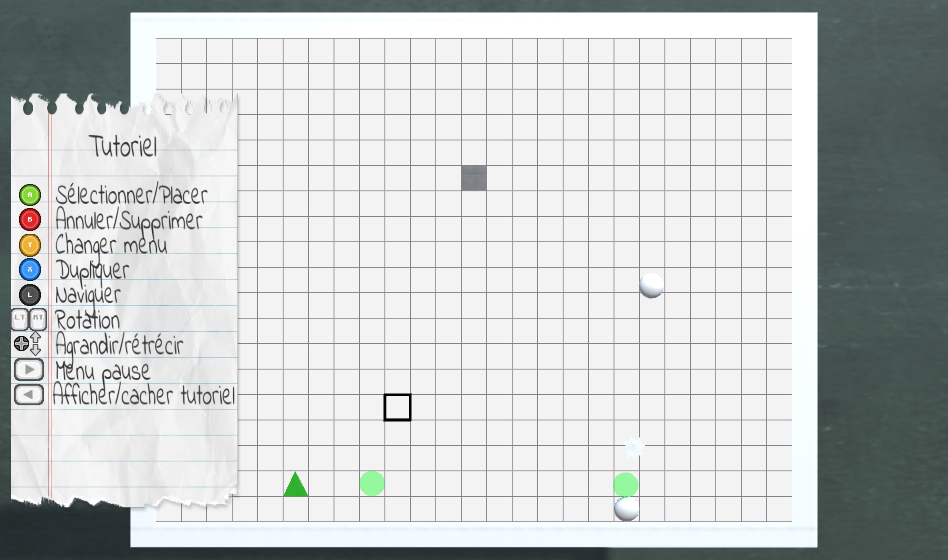 Tutoriel
A Sélectionner/Placer
B Annuler/Supprimer
Y Changer menu
X Dupliquer
L Naviguer
LT RT Rotation
Agrandir/rétrécir
Menu pause
Afficher/cacher tutoriel